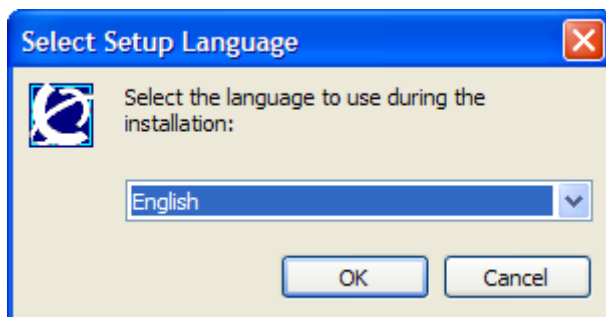 Select Setup Language
Select the language to use during the
installation:
English
OK
Cancel